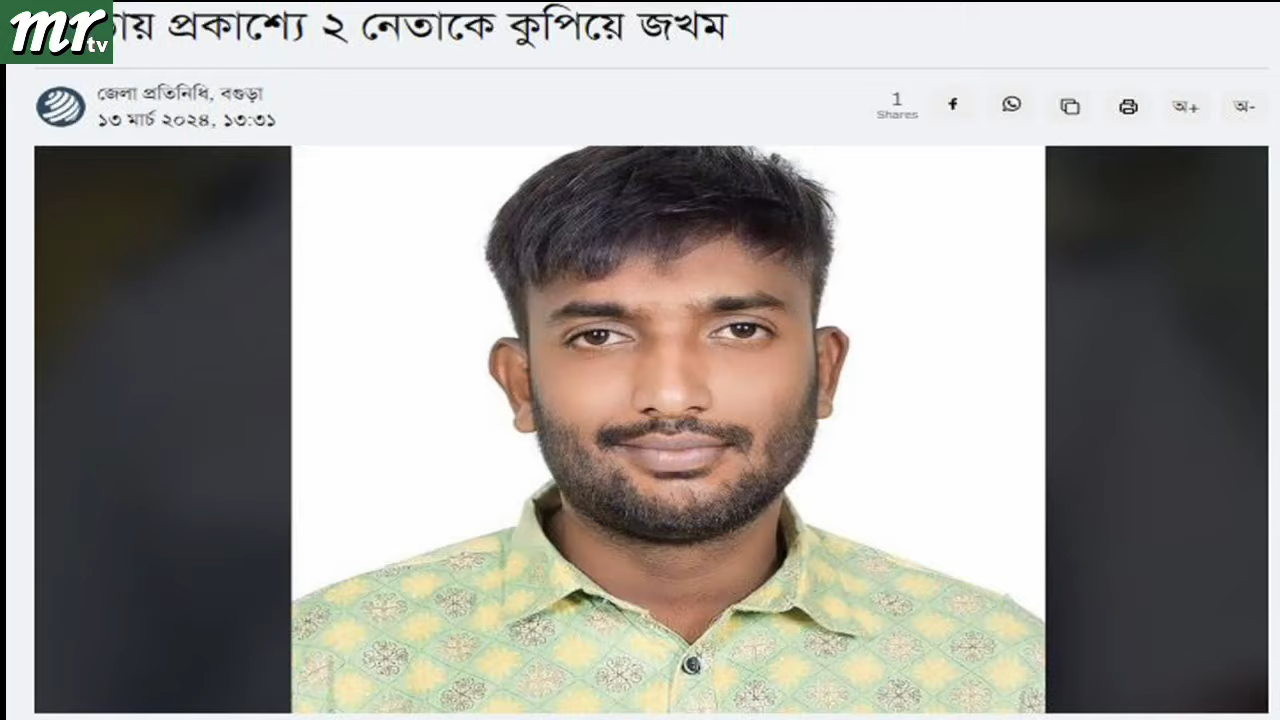 mr tv
প্রকাশ্যে ২ নেতাকে কুপিয়ে জখম
জেলা প্রতিনিধি, বগুড়া
১৩ মার্চ ২০২৪, ১৩:৩১
1
Shares
অ+
অ-